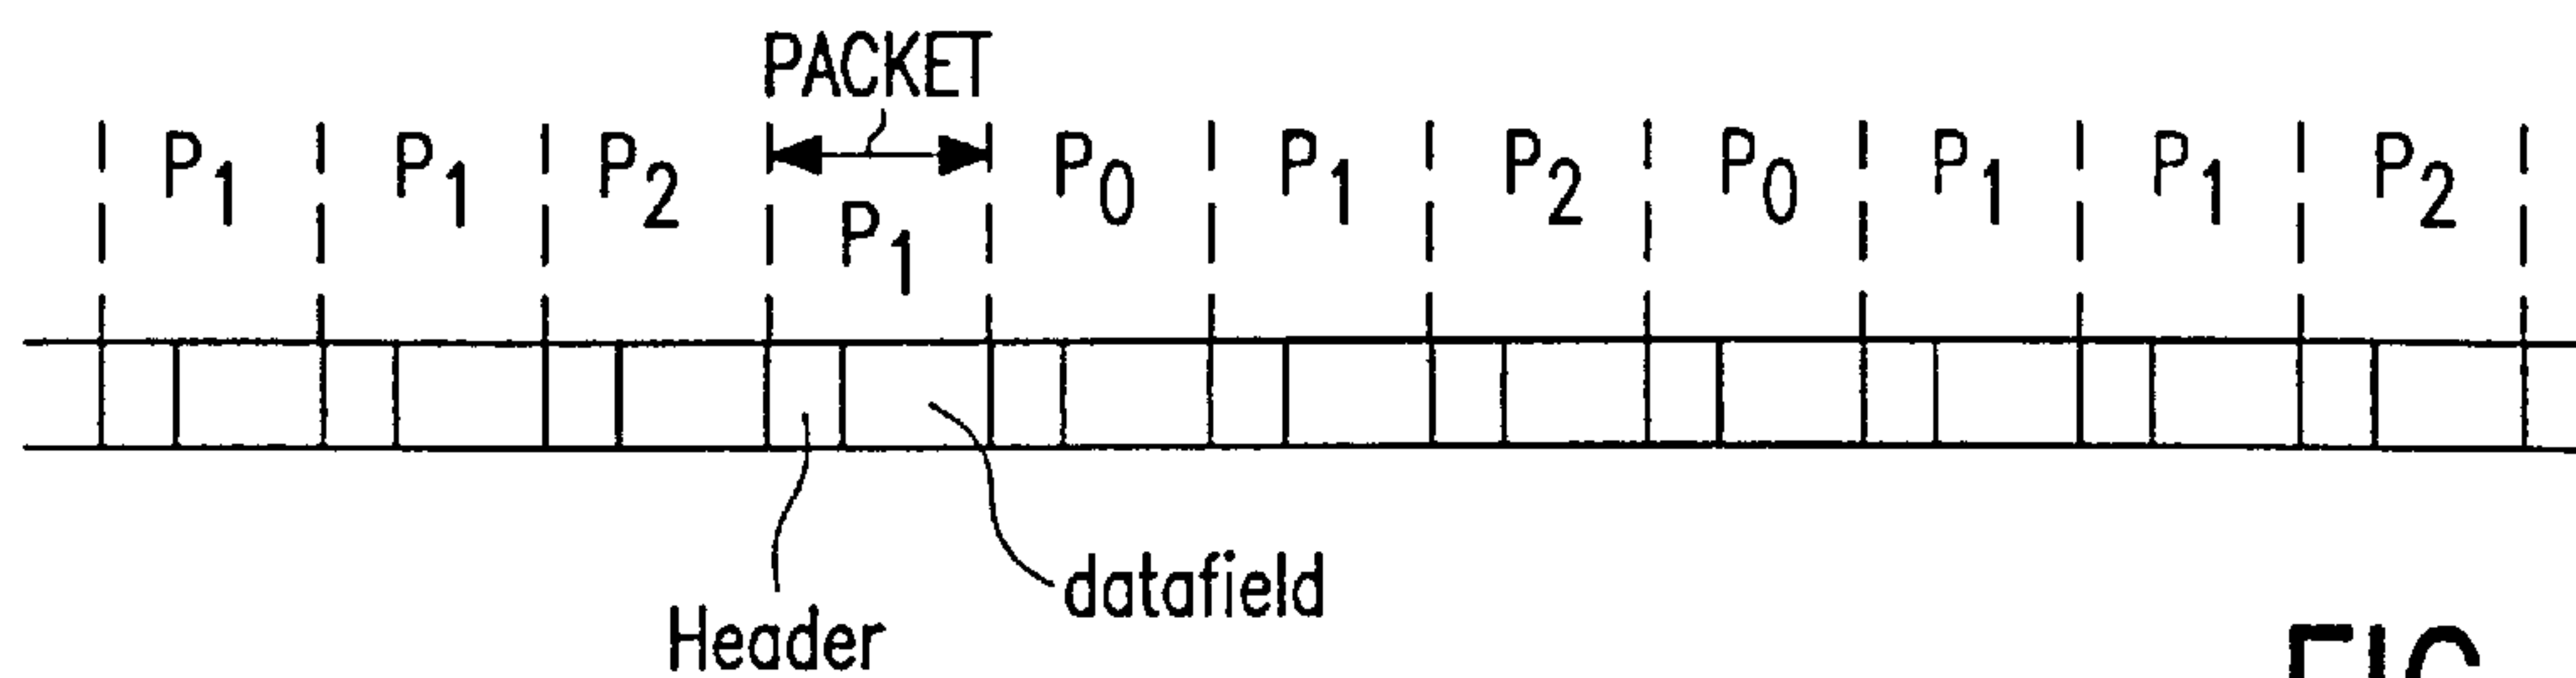 PACKET
P1 P1 P2 P1 P0 P1 P2 P0 P1 P1 P2
datafield
Header